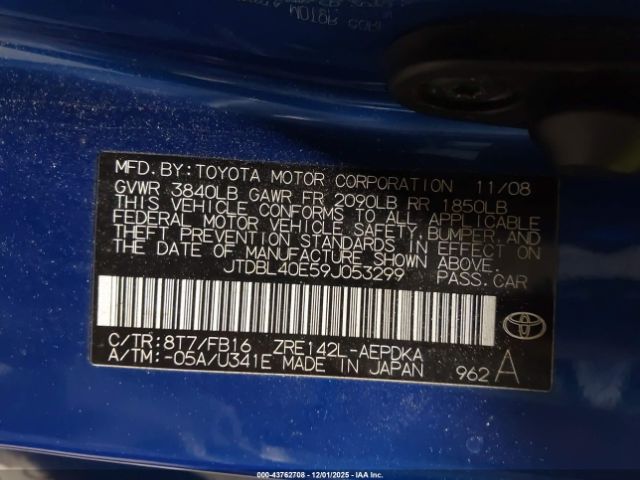 MFD. BY: TOYOTA MOTOR CORPORATION 11/08
GVWR 3840LB GAWR FR 2090LB RR 1850LB
THIS VEHICLE CONFORMS TO ALL APPLICABLE
FEDERAL MOTOR VEHICLE SAFETY, BUMPER AND
THEFT PREVENTION STANDARDS IN EFFECT ON
THE DATE OF MANUFACTURE SHOWN ABOVE.
JTDBL40E59J053299 PASS. CAR
C/TR: 8T7/FB16 ZRE142L-AEPDKA
A/TM: -05A/U341E MADE IN JAPAN 962 A
000-43762708 - 12/01/2025 - IAA, Inc.